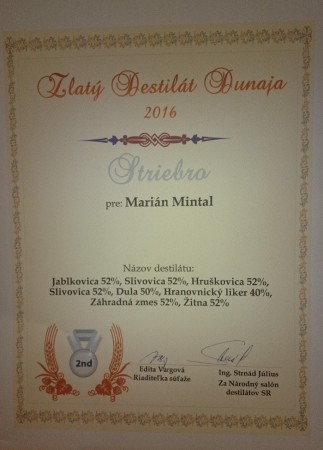 Zlatý Destilát Dunaja
2016
Striebro
pre: Marián Mintal
Názov destilátu:
Jablkovica 52%, Slivovica 52%, Hruškovica 52%,
Slivovica 52%, Dula 50%, Hranovnický liker 40%,
Záhradná zmes 52%, Žitna 52%
2nd
Edita Vargová
Riaditeľka súťaže
Ing. Strnád Július
Za Národný salón
destilátov SR